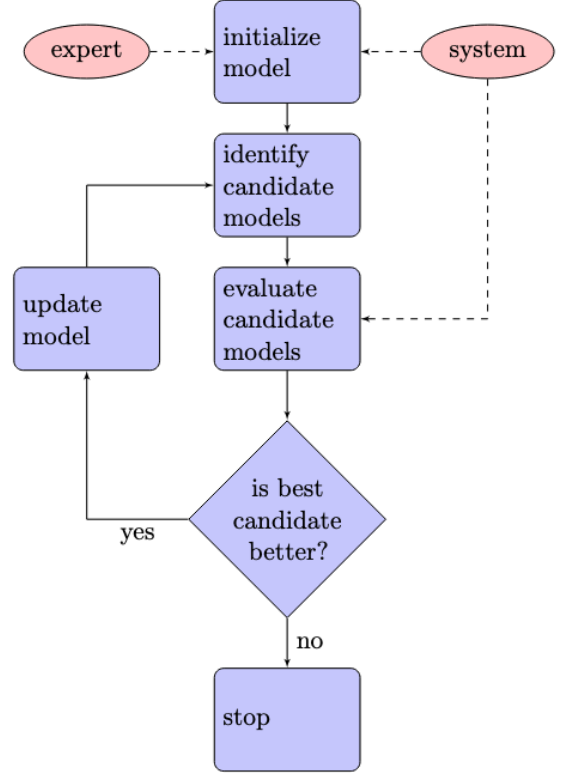 expert
initialize
model
system
identify
candidate
models
update
model
evaluate
candidate
models
is best
candidate
better?
yes
no
stop